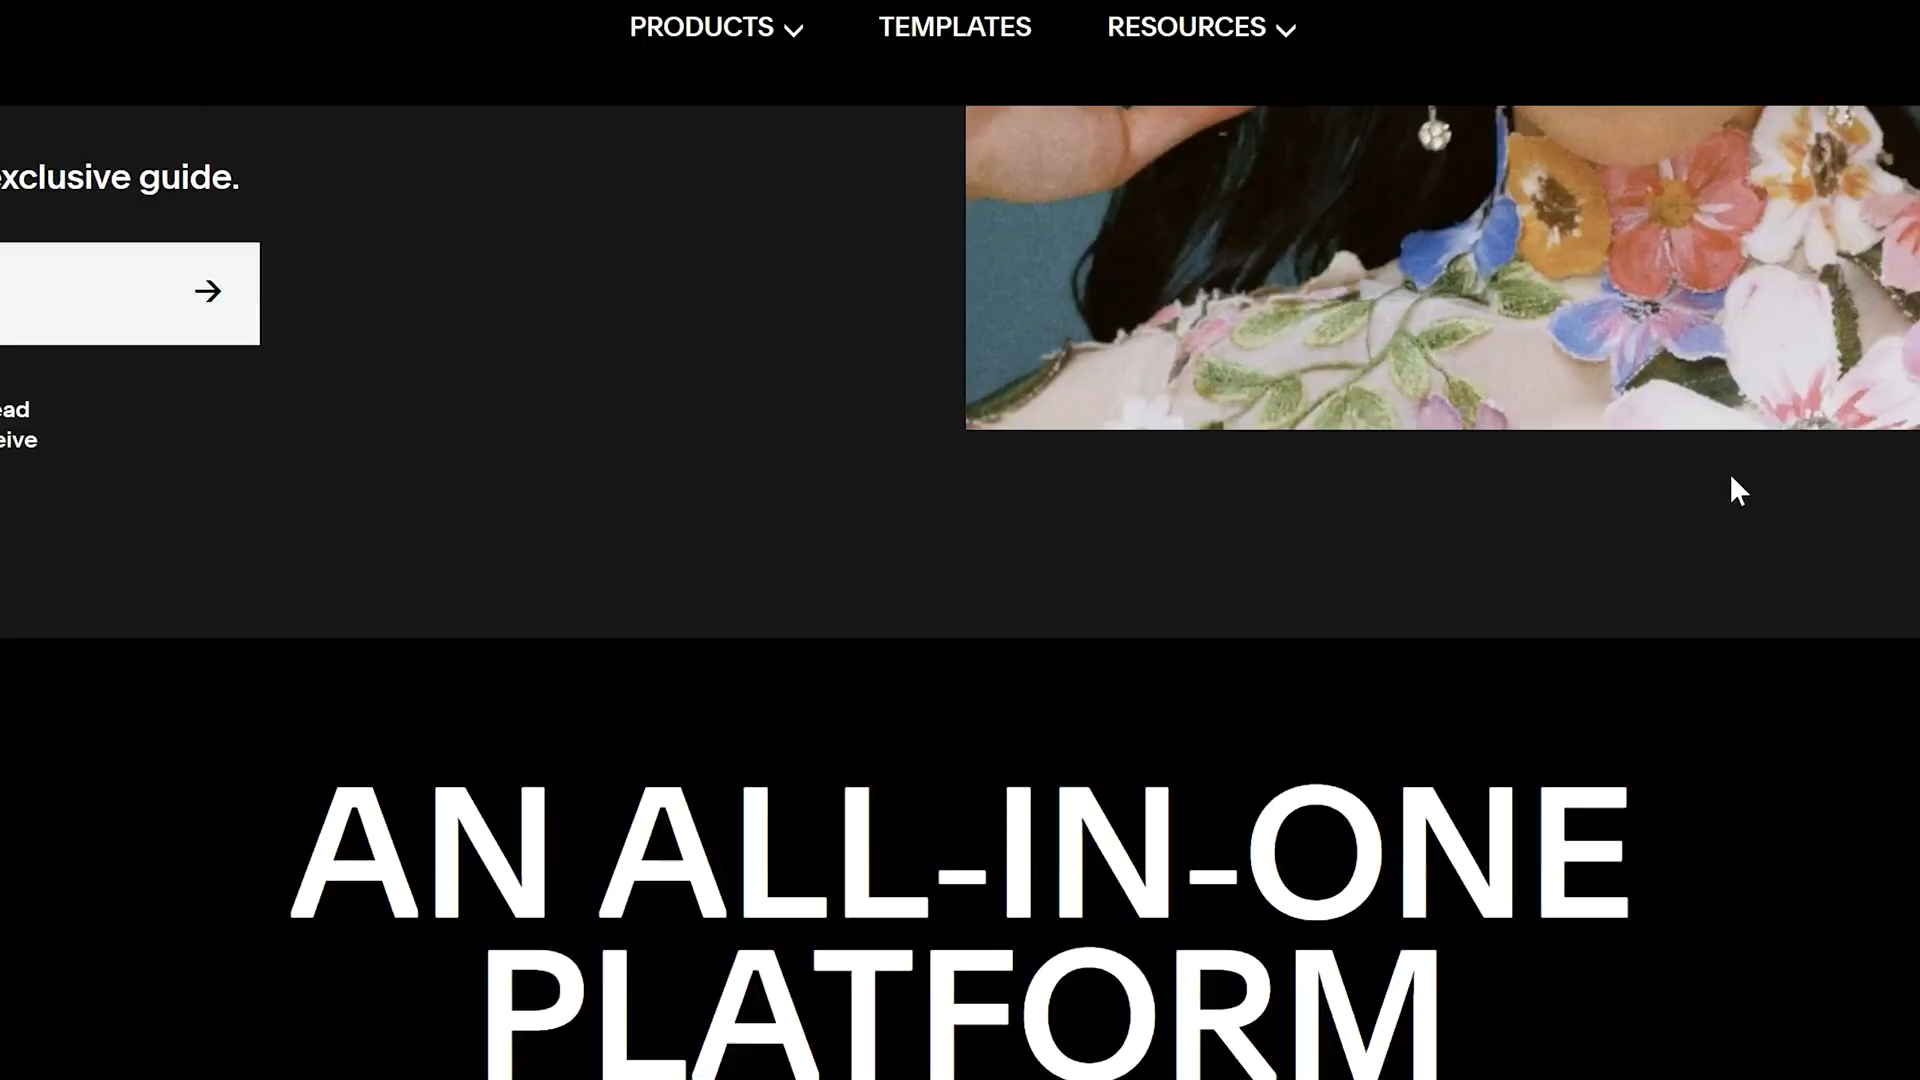 PRODUCTS TEMPLATES RESOURCES
xclusive guide.
ead
eive
AN ALL-IN-ONE
PLATFORM